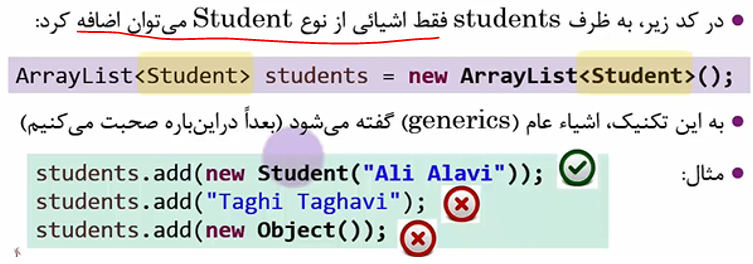 در کد زیر، به ظرف students فقط اشیائی از نوع Student می‌توان اضافه کرد:
ArrayList<Student> students = new ArrayList<Student>();
به این تکنیک، اشیاء عام (generics) گفته می‌شود (بعداً دراین‌باره صحبت می‌کنیم)
مثال:
students.add(new Student("Ali Alavi"));
students.add("Taghi Taghavi");
students.add(new Object());